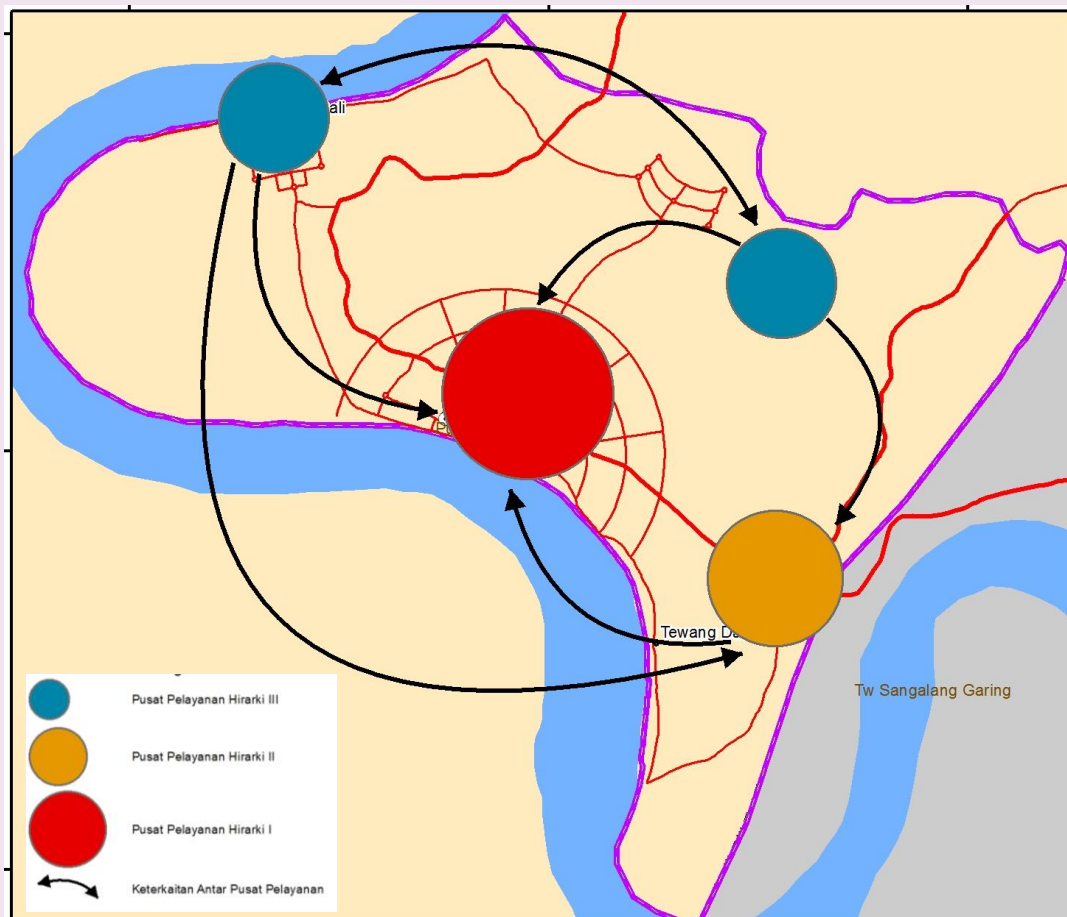 ali
Tewang Da
Tw Sangalang Garing
Pusat Pelayanan Hirarki III
Pusat Pelayanan Hirarki II
Pusat Pelayanan Hirarki I
Keterkaitan Antar Pusat Pelayanan